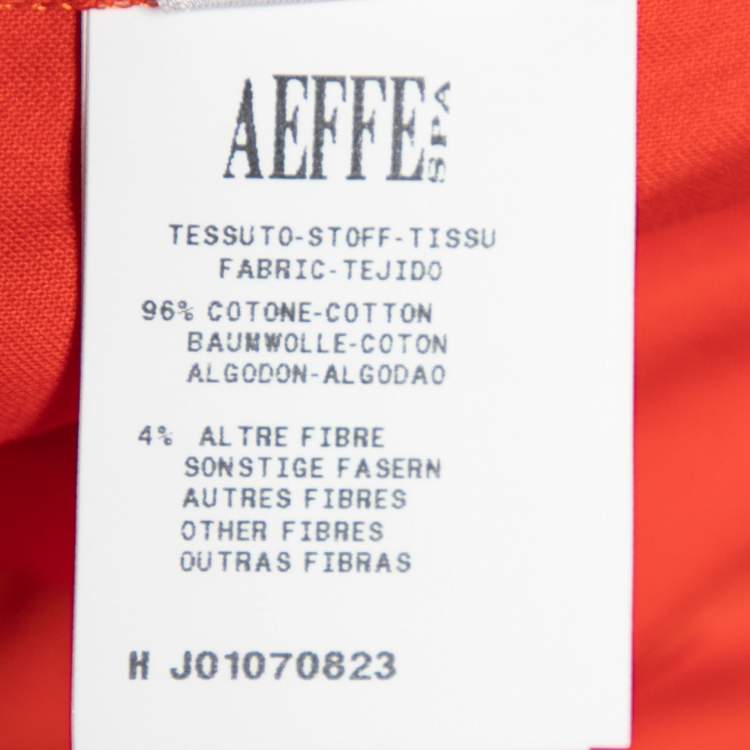 AEFFE SPA
TESSUTO-STOFF-TISSU
FABRIC-TEJIDO
96% COTONE-COTTON
BAUMWOLLE-COTON
ALGODON-ALGODAO
4% ALTRE FIBRE
SONSTIGE FASERN
AUTRES FIBRES
OTHER FIBRES
OUTRAS FIBRAS
H J01070823